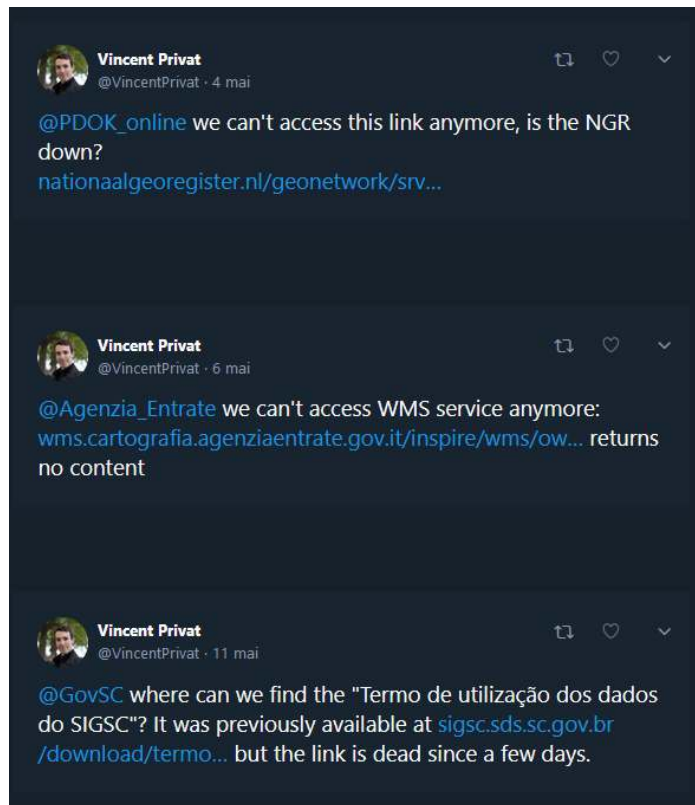 Vincent Privat
@VincentPrivat · 4 mai
@PDOK_online we can't access this link anymore, is the NGR
down?
nationaalgeoregister.nl/geonetwork/srv...
Vincent Privat
@VincentPrivat · 6 mai
@Agenzia_Entrate we can't access WMS service anymore:
wms.cartografia.agenziaentrate.gov.it/inspire/wms/ow... returns
no content
Vincent Privat
@VincentPrivat · 11 mai
@GovSC where can we find the "Termo de utilização dos dados
do SIGSC"? It was previously available at sigsc.sds.sc.gov.br
/download/termo... but the link is dead since a few days.